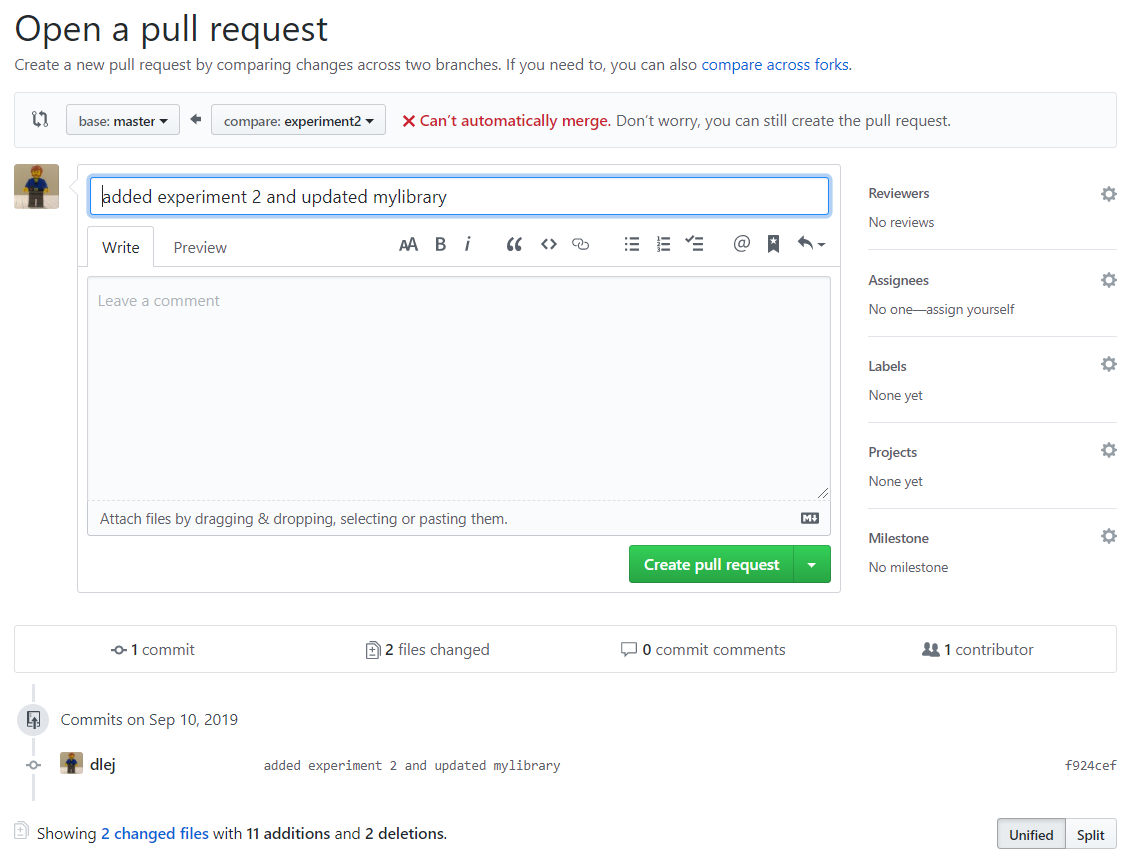 Open a pull request
Create a new pull request by comparing changes across two branches. If you need to, you can also compare across forks.
base: master compare: experiment2 Can’t automatically merge. Don’t worry, you can still create the pull request.
added experiment 2 and updated mylibrary
Write Preview AA B i
Leave a comment
Attach files by dragging & dropping, selecting or pasting them. M
Create pull request
Reviewers
No reviews
Assignees
No one—assign yourself
Labels
None yet
Projects
None yet
Milestone
No milestone
1 commit 2 files changed 0 commit comments 1 contributor
Commits on Sep 10, 2019
dlej added experiment 2 and updated mylibrary f924cef
Showing 2 changed files with 11 additions and 2 deletions. Unified Split